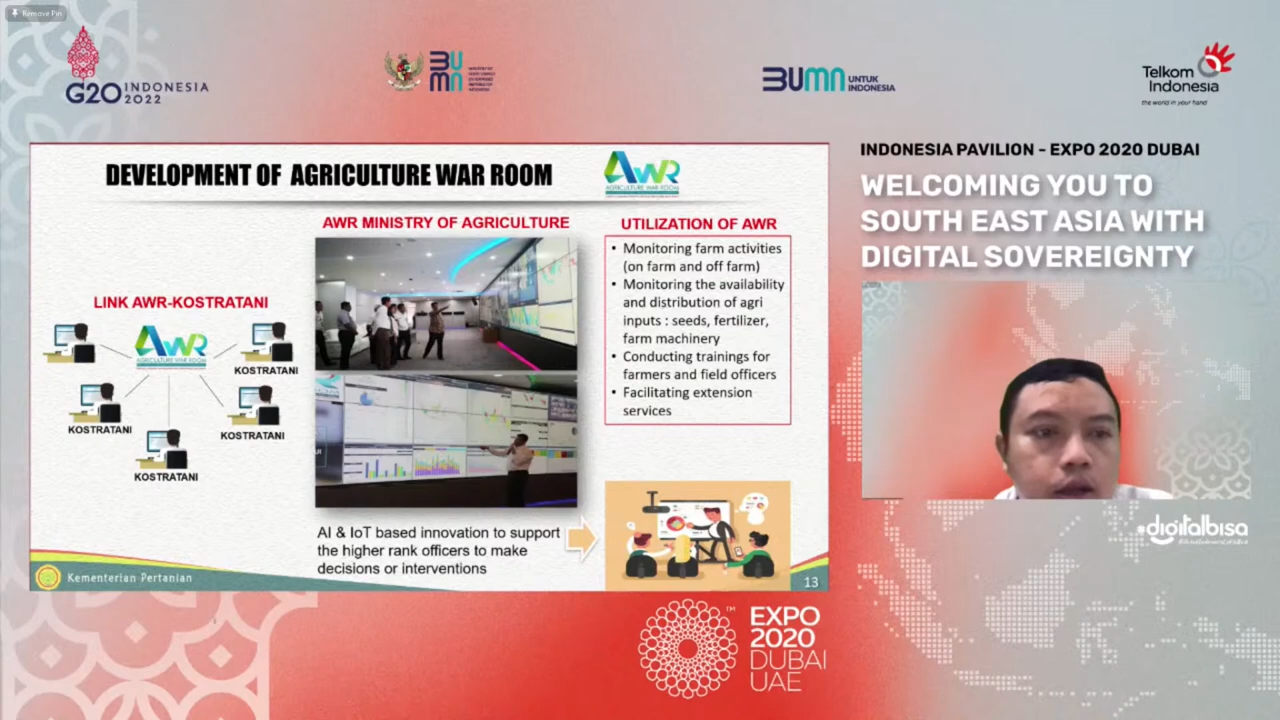 Remove Pin
G20 INDONESIA
2022
BUMN
BUMN UNTUK
INDONESIA
Telkom
Indonesia
the world in your hand
DEVELOPMENT OF AGRICULTURE WAR ROOM
AWR
AGRICULTURE WAR ROOM
LINK AWR-KOSTRATANI
AWR
AGRICULTURE WAR ROOM
KOSTRATANI
KOSTRATANI
KOSTRATANI
KOSTRATANI
AWR MINISTRY OF AGRICULTURE
AI & IoT based innovation to support
the higher rank officers to make
decisions or interventions
UTILIZATION OF AWR
• Monitoring farm activities
(on farm and off farm)
• Monitoring the availability
and distribution of agri
inputs : seeds, fertilizer,
farm machinery
• Conducting trainings for
farmers and field officers
• Facilitating extension
services
Kementerian Pertanian
13
INDONESIA PAVILION - EXPO 2020 DUBAI
WELCOMING YOU TO
SOUTH EAST ASIA WITH
DIGITAL SOVEREIGNTY
#digitalbisa
EXPO
2020
DUBAI
UAE
TM